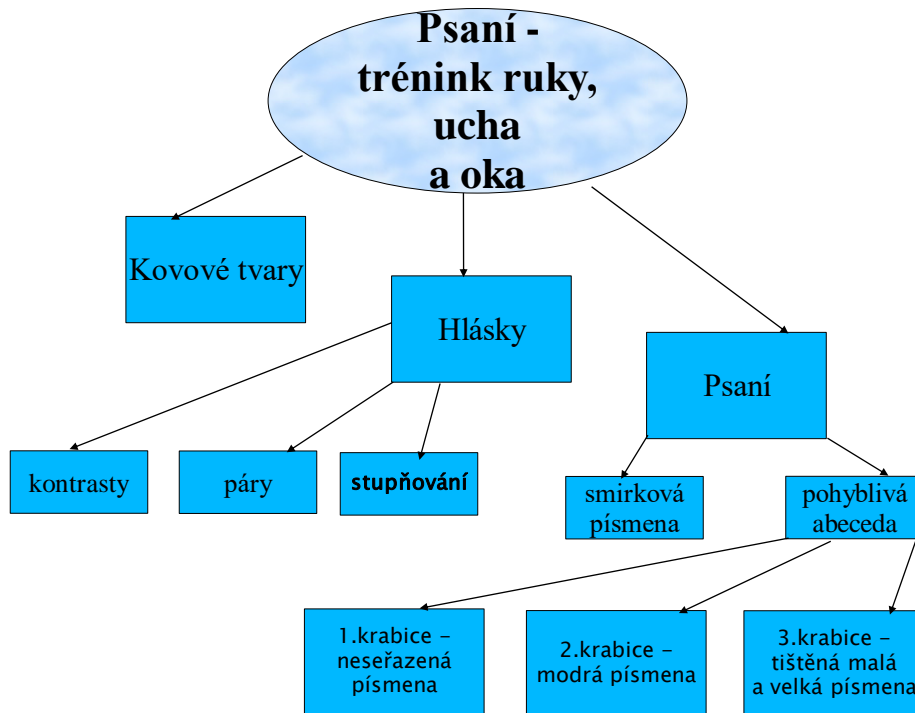 Psaní -
trénink ruky,
ucha
a oka
Kovové tvary
Hlásky
Psaní
kontrasty
páry
stupňování
smirková
písmena
pohyblivá
abeceda
1.krabice –
neseřazená
písmena
2.krabice –
modrá písmena
3.krabice –
tištěná malá
a velká písmena